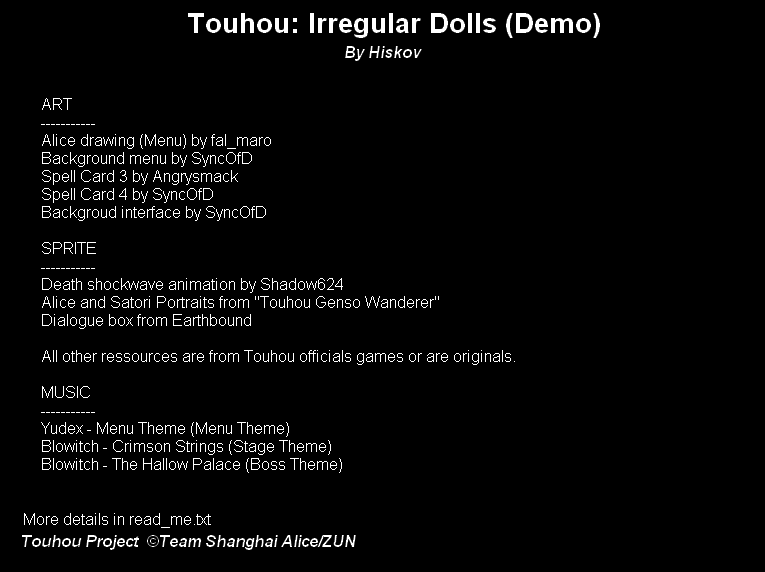 Touhou: Irregular Dolls (Demo)
By Hiskov
ART
-----------
Alice drawing (Menu) by fal_maro
Background menu by SyncOfD
Spell Card 3 by Angrysmack
Spell Card 4 by SyncOfD
Backgroud interface by SyncOfD
SPRITE
-----------
Death shockwave animation by Shadow624
Alice and Satori Portraits from "Touhou Genso Wanderer"
Dialogue box from Earthbound
All other ressources are from Touhou officials games or are originals.
MUSIC
-----------
Yudex - Menu Theme (Menu Theme)
Blowitch - Crimson Strings (Stage Theme)
Blowitch - The Hallow Palace (Boss Theme)
More details in read_me.txt
Touhou Project ©Team Shanghai Alice/ZUN